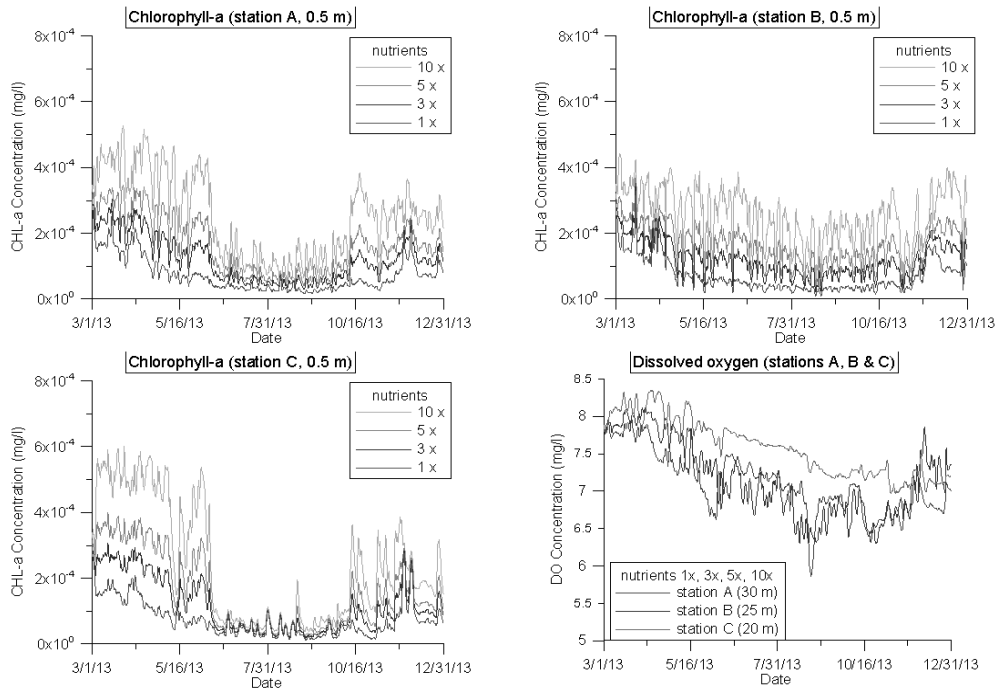 Chlorophyll-a (station A, 0.5 m)
8x10⁻⁴
6x10⁻⁴
4x10⁻⁴
2x10⁻⁴
0x10⁰
CHL-a Concentration (mg/l)
nutrients
10 x
5 x
3 x
1 x
3/1/13 5/16/13 7/31/13 10/16/13 12/31/13
Date
Chlorophyll-a (station B, 0.5 m)
8x10⁻⁴
6x10⁻⁴
4x10⁻⁴
2x10⁻⁴
0x10⁰
CHL-a Concentration (mg/l)
nutrients
10 x
5 x
3 x
1 x
3/1/13 5/16/13 7/31/13 10/16/13 12/31/13
Date
Chlorophyll-a (station C, 0.5 m)
8x10⁻⁴
6x10⁻⁴
4x10⁻⁴
2x10⁻⁴
0x10⁰
CHL-a Concentration (mg/l)
nutrients
10 x
5 x
3 x
1 x
3/1/13 5/16/13 7/31/13 10/16/13 12/31/13
Date
Dissolved oxygen (stations A, B & C)
8.5
8
7.5
7
6.5
6
5.5
5
DO Concentration (mg/l)
nutrients 1x, 3x, 5x, 10x
station A (30 m)
station B (25 m)
station C (20 m)
3/1/13 5/16/13 7/31/13 10/16/13 12/31/13
Date